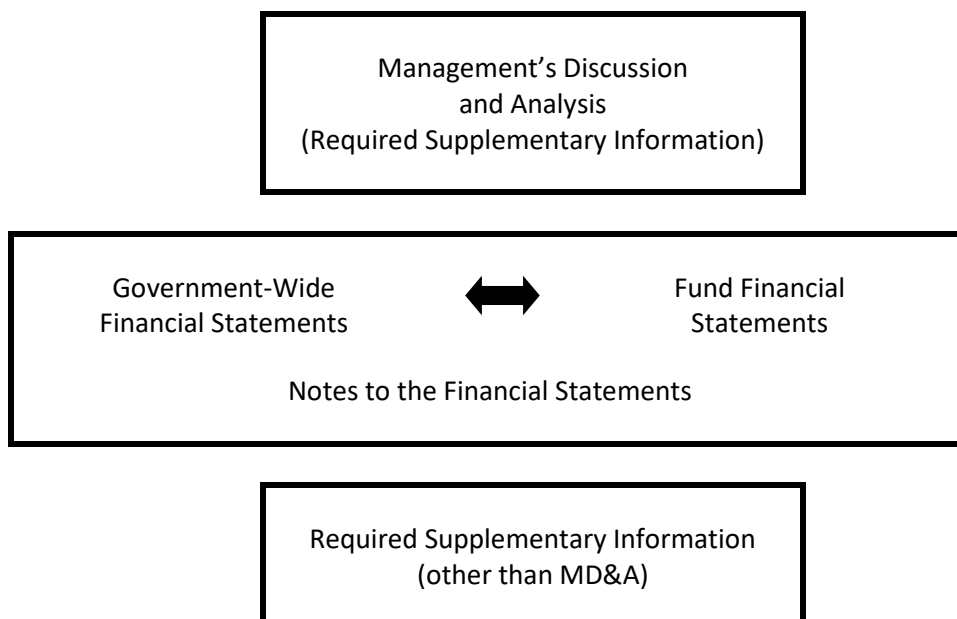 Management’s Discussion
and Analysis
(Required Supplementary Information)
Government-Wide
Financial Statements
Fund Financial
Statements
Notes to the Financial Statements
Required Supplementary Information
(other than MD&A)